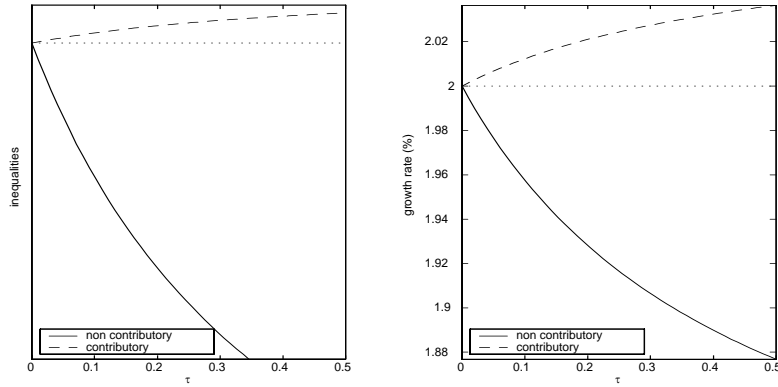 inequalities
non contributory
contributory
0 0.1 0.2 0.3 0.4 0.5
τ
growth rate (%)
2.02
2
1.98
1.96
1.94
1.92
1.9
1.88
non contributory
contributory
0 0.1 0.2 0.3 0.4 0.5
τ